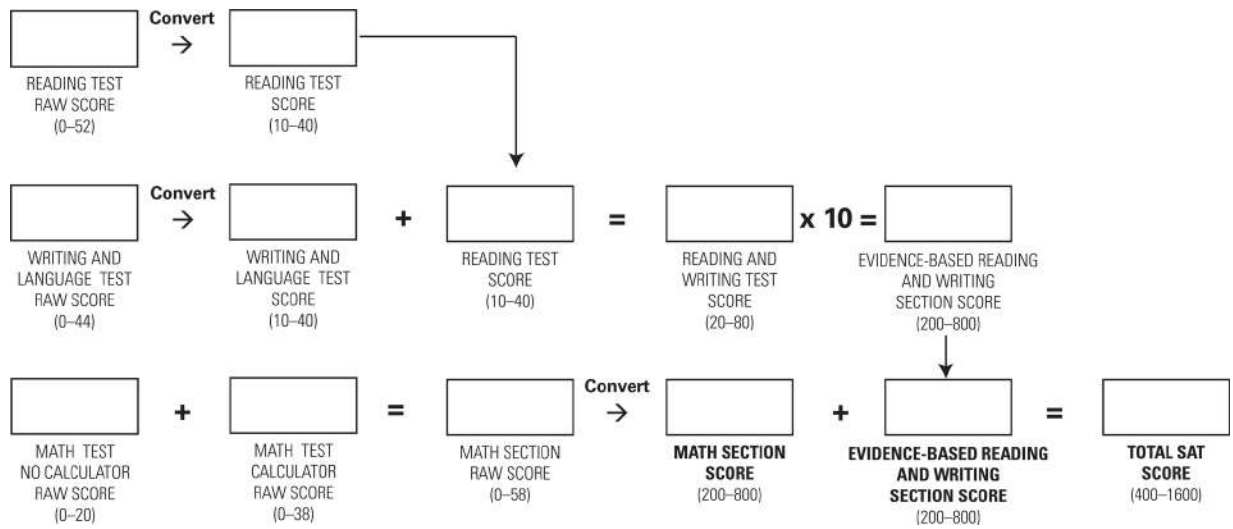 Convert
→
READING TEST
RAW SCORE
(0–52)
READING TEST
SCORE
(10–40)
Convert
→
+
=
x 10 =
WRITING AND
LANGUAGE TEST
RAW SCORE
(0–44)
WRITING AND
LANGUAGE TEST
SCORE
(10–40)
READING TEST
SCORE
(10–40)
READING AND
WRITING TEST
SCORE
(20–80)
EVIDENCE-BASED READING
AND WRITING
SECTION SCORE
(200–800)
+
=
Convert
→
+
=
MATH TEST
NO CALCULATOR
RAW SCORE
(0–20)
MATH TEST
CALCULATOR
RAW SCORE
(0–38)
MATH SECTION
RAW SCORE
(0–58)
MATH SECTION
SCORE
(200–800)
EVIDENCE-BASED READING
AND WRITING
SECTION SCORE
(200–800)
TOTAL SAT
SCORE
(400–1600)